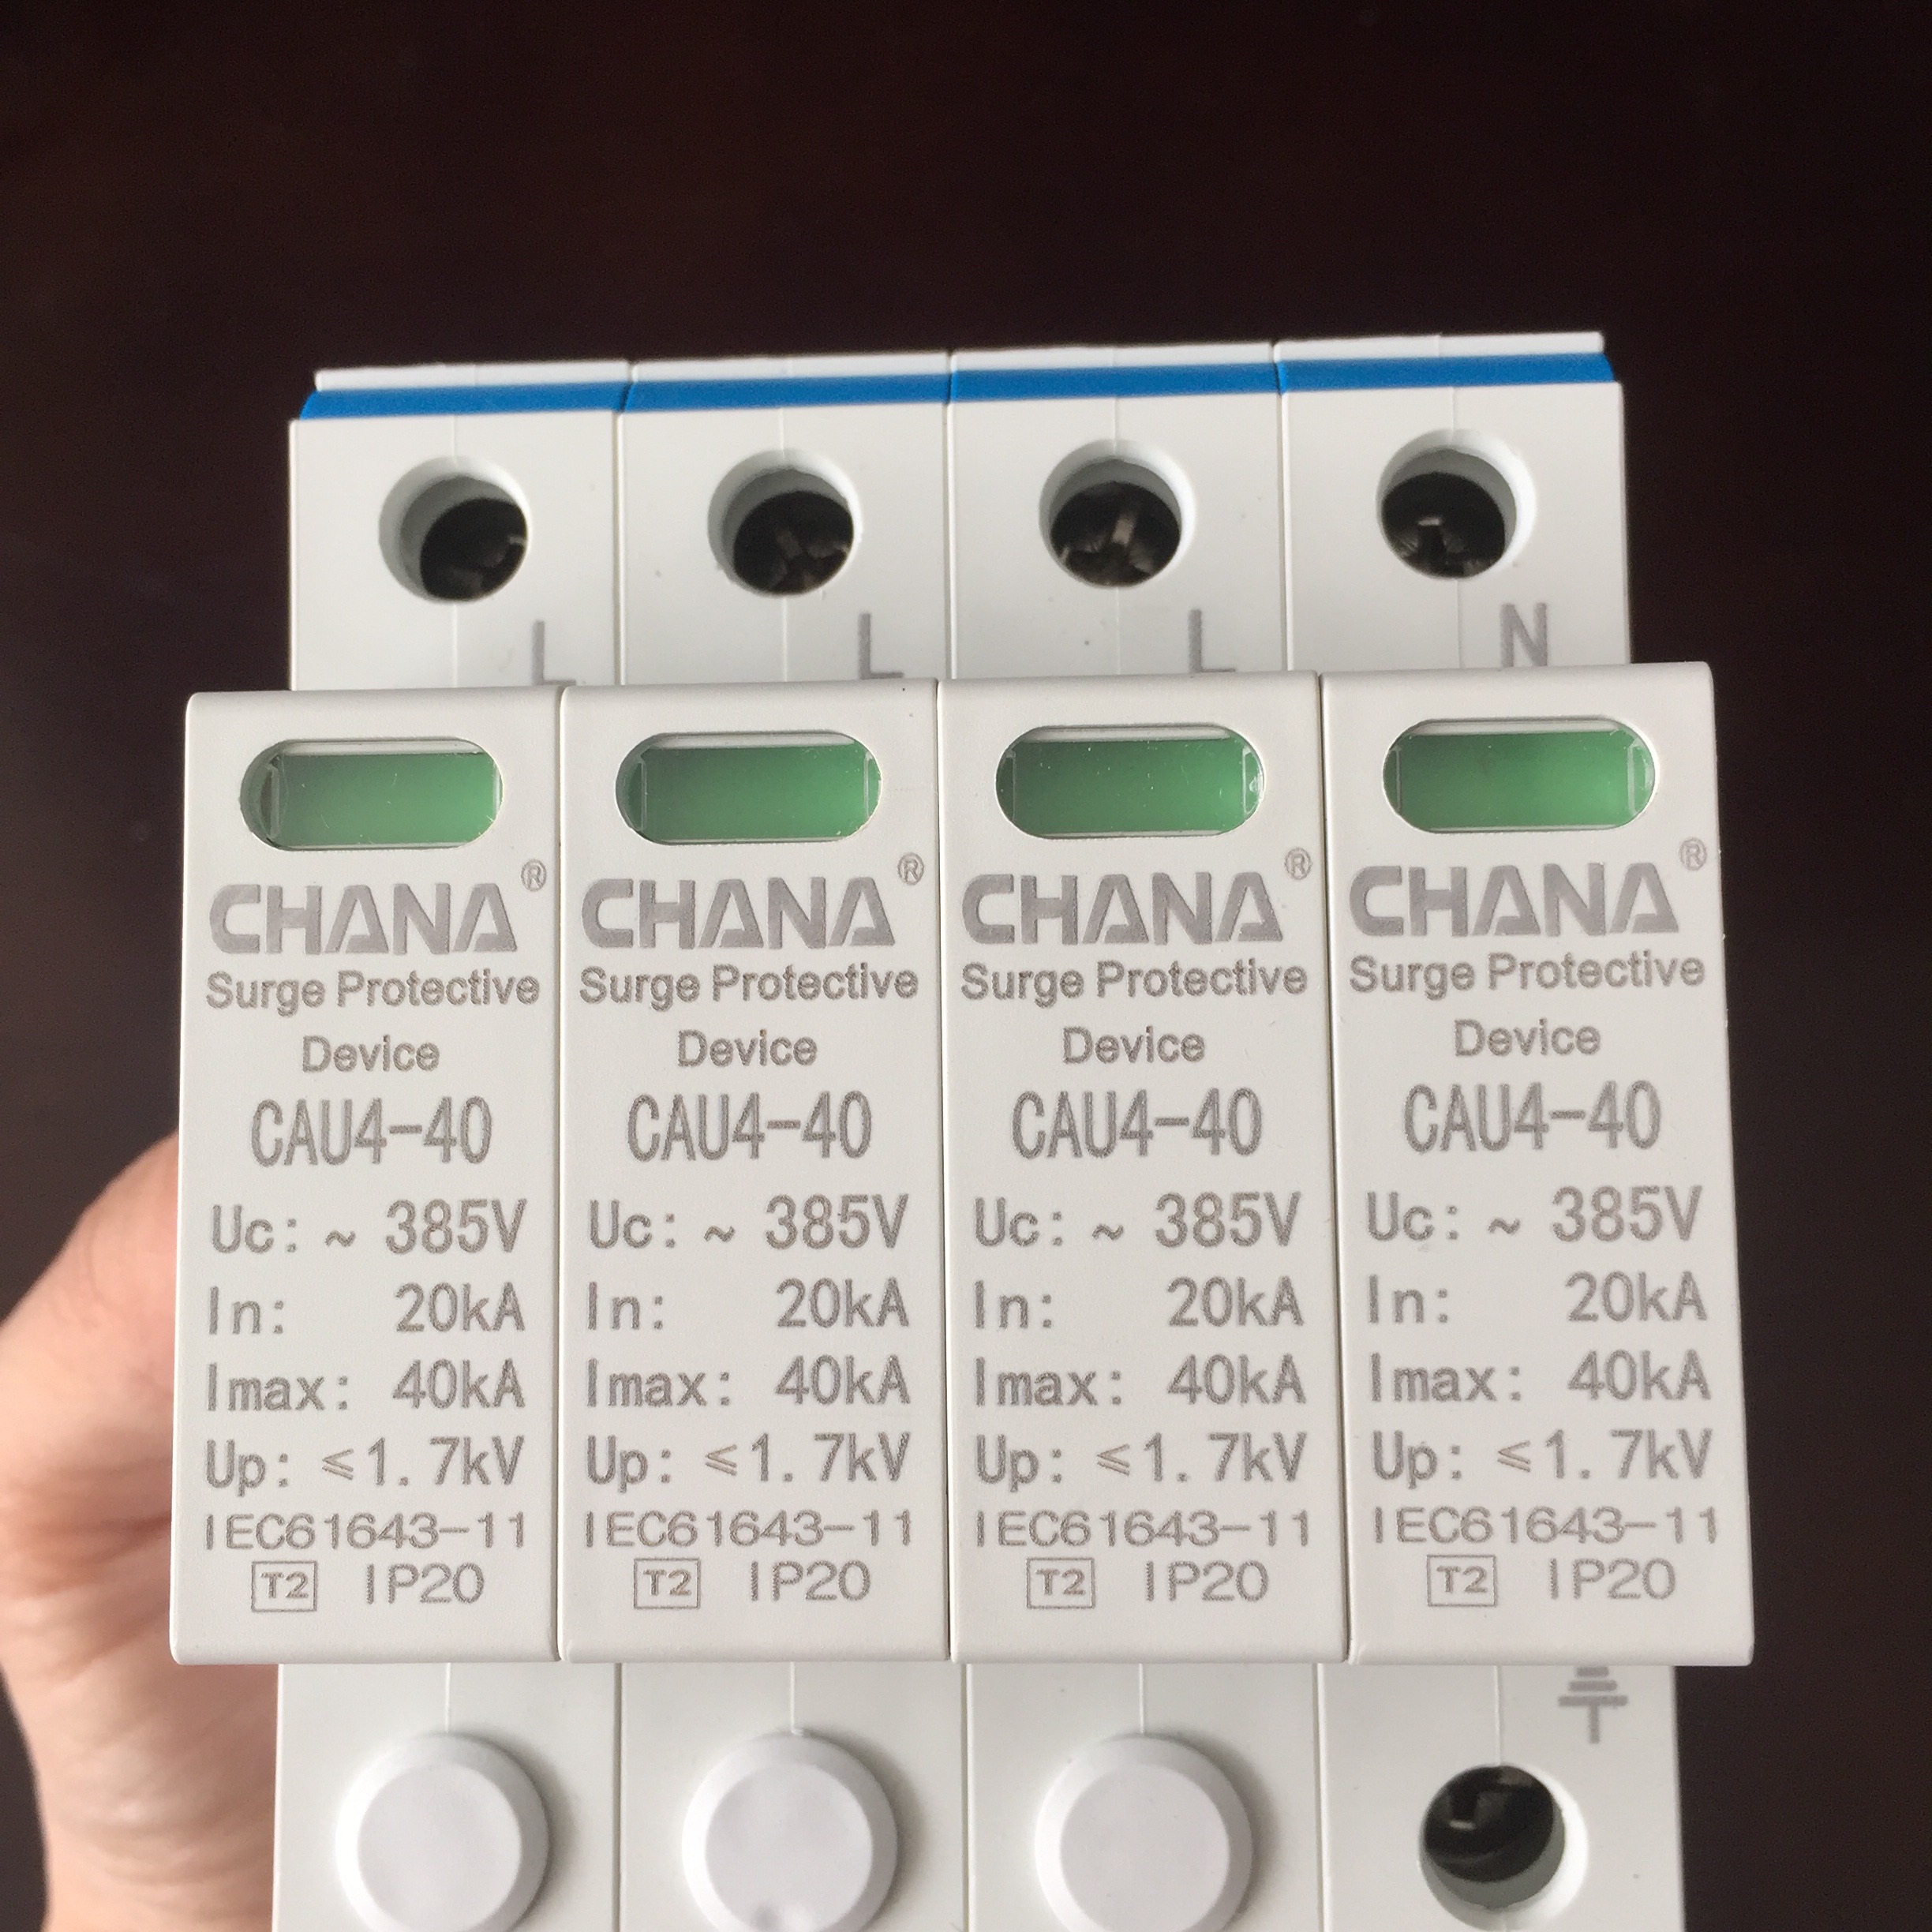 L
L
L
N
CHANA®
Surge Protective
Device
CAU4-40
Uc: ~ 385V
In: 20kA
Imax: 40kA
Up: ≤1.7kV
IEC61643-11
T2 IP20
CHANA®
Surge Protective
Device
CAU4-40
Uc: ~ 385V
In: 20kA
Imax: 40kA
Up: ≤1.7kV
IEC61643-11
T2 IP20
CHANA®
Surge Protective
Device
CAU4-40
Uc: ~ 385V
In: 20kA
Imax: 40kA
Up: ≤1.7kV
IEC61643-11
T2 IP20
CHANA®
Surge Protective
Device
CAU4-40
Uc: ~ 385V
In: 20kA
Imax: 40kA
Up: ≤1.7kV
IEC61643-11
T2 IP20